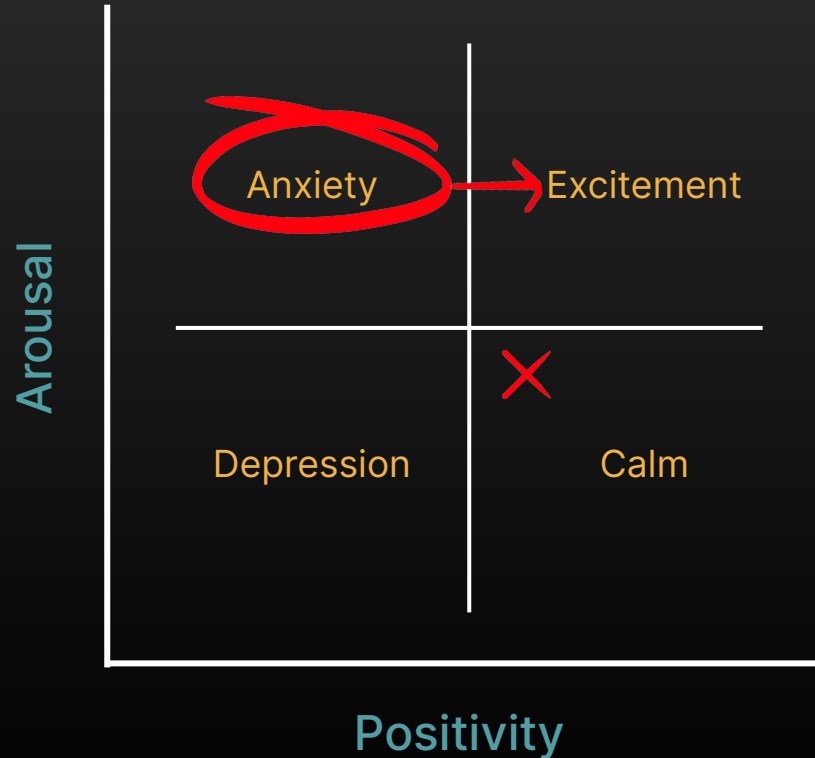 Anxiety
Excitement
Arousal
Depression
Calm
Positivity